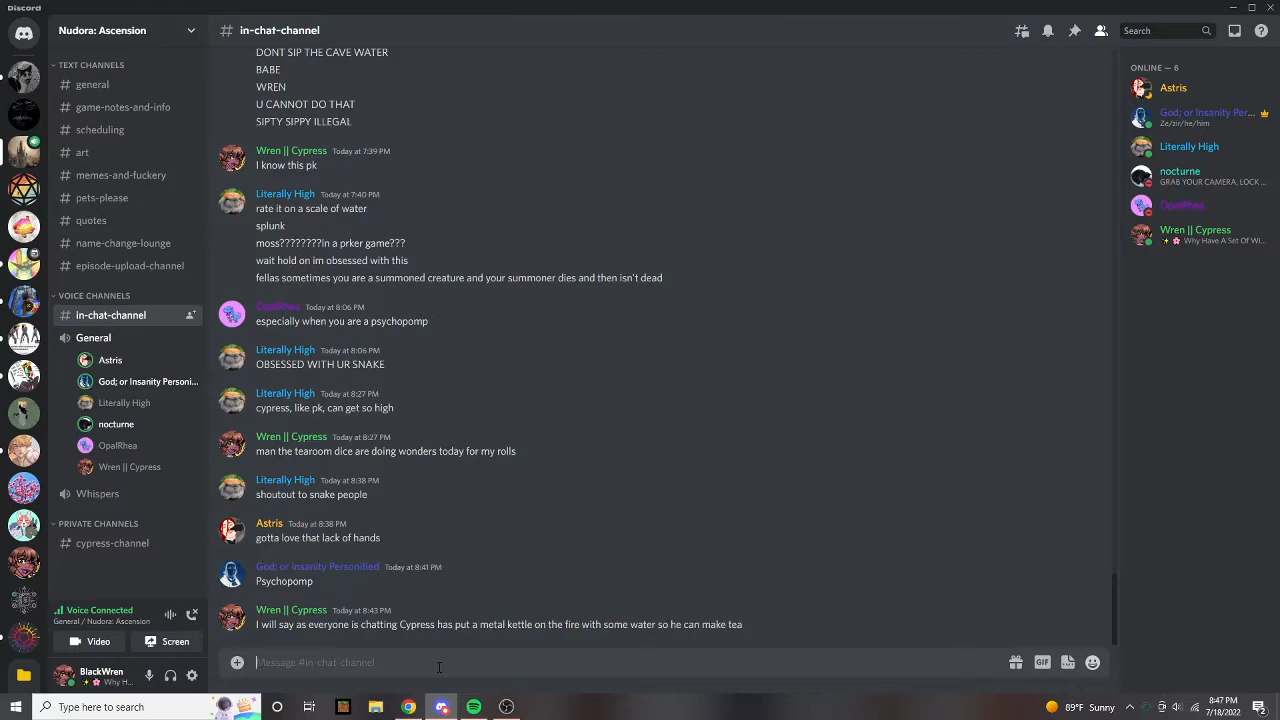 Discord
Nudora: Ascension
TEXT CHANNELS
general
game-notes-and-info
scheduling
art
memes-and-fuckery
pets-please
quotes
name-change-lounge
episode-upload-channel
VOICE CHANNELS
in-chat-channel
General
Astris
God; or Insanity Personi...
Literally High
nocturne
OpalRhea
Wren || Cypress
Whispers
PRIVATE CHANNELS
cypress-channel
Voice Connected
General / Nudora: Ascension
Video
Screen
BlackWren
Why H...
# in-chat-channel
Search
DONT SIP THE CAVE WATER
BABE
WREN
U CANNOT DO THAT
SIPTY SIPPY ILLEGAL
Wren || Cypress Today at 7:39 PM
I know this pk
Literally High Today at 7:40 PM
rate it on a scale of water
splunk
moss????????in a prker game???
wait hold on im obsessed with this
fellas sometimes you are a summoned creature and your summoner dies and then isn't dead
OpalRhea Today at 8:06 PM
especially when you are a psychopomp
Literally High Today at 8:06 PM
OBSESSED WITH UR SNAKE
Literally High Today at 8:27 PM
cypress, like pk, can get so high
Wren || Cypress Today at 8:27 PM
man the tearoom dice are doing wonders today for my rolls
Literally High Today at 8:38 PM
shoutout to snake people
Astris Today at 8:38 PM
gotta love that lack of hands
God; or Insanity Personified Today at 8:41 PM
Psychopomp
Wren || Cypress Today at 8:43 PM
I will say as everyone is chatting Cypress has put a metal kettle on the fire with some water so he can make tea
Message #in-chat-channel
GIF
ONLINE — 6
Astris
God; or Insanity Per...
Ze/zir/he/him
Literally High
nocturne
GRAB YOUR CAMERA, LOCK ...
OpalRhea
Wren || Cypress
Why Have A Set Of Wi...
Type here to search
89°F Sunny
8:47 PM
7/18/2022
2